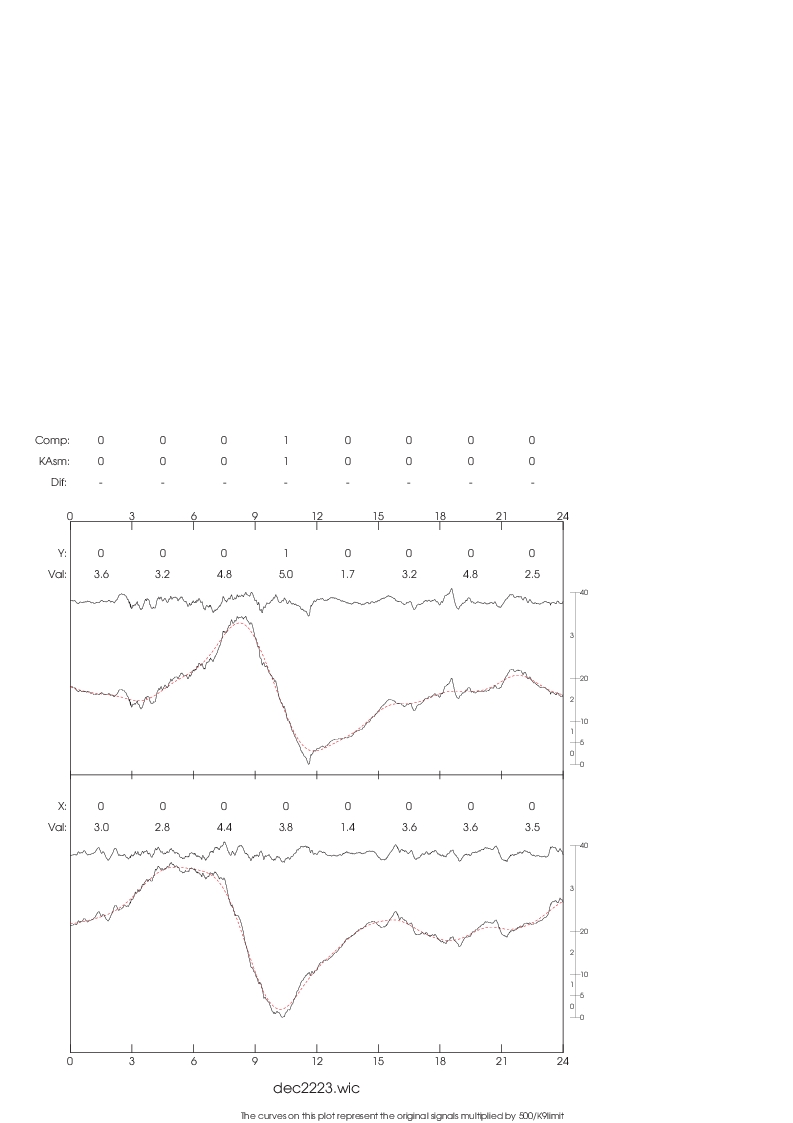 Comp: 0 0 0 1 0 0 0 0
KAsm: 0 0 0 1 0 0 0 0
Dif: - - - - - - - -
0 3 6 9 12 15 18 21 24
Y: 0 0 0 1 0 0 0 0
Val: 3.6 3.2 4.8 5.0 1.7 3.2 4.8 2.5
40
3
20
2
10
1
5
0
0
X: 0 0 0 0 0 0 0 0
Val: 3.0 2.8 4.4 3.8 1.4 3.6 3.6 3.5
40
3
20
2
10
1
5
0
0
0 3 6 9 12 15 18 21 24
dec2223.wic
The curves on this plot represent the original signals multiplied by 500/K9limit